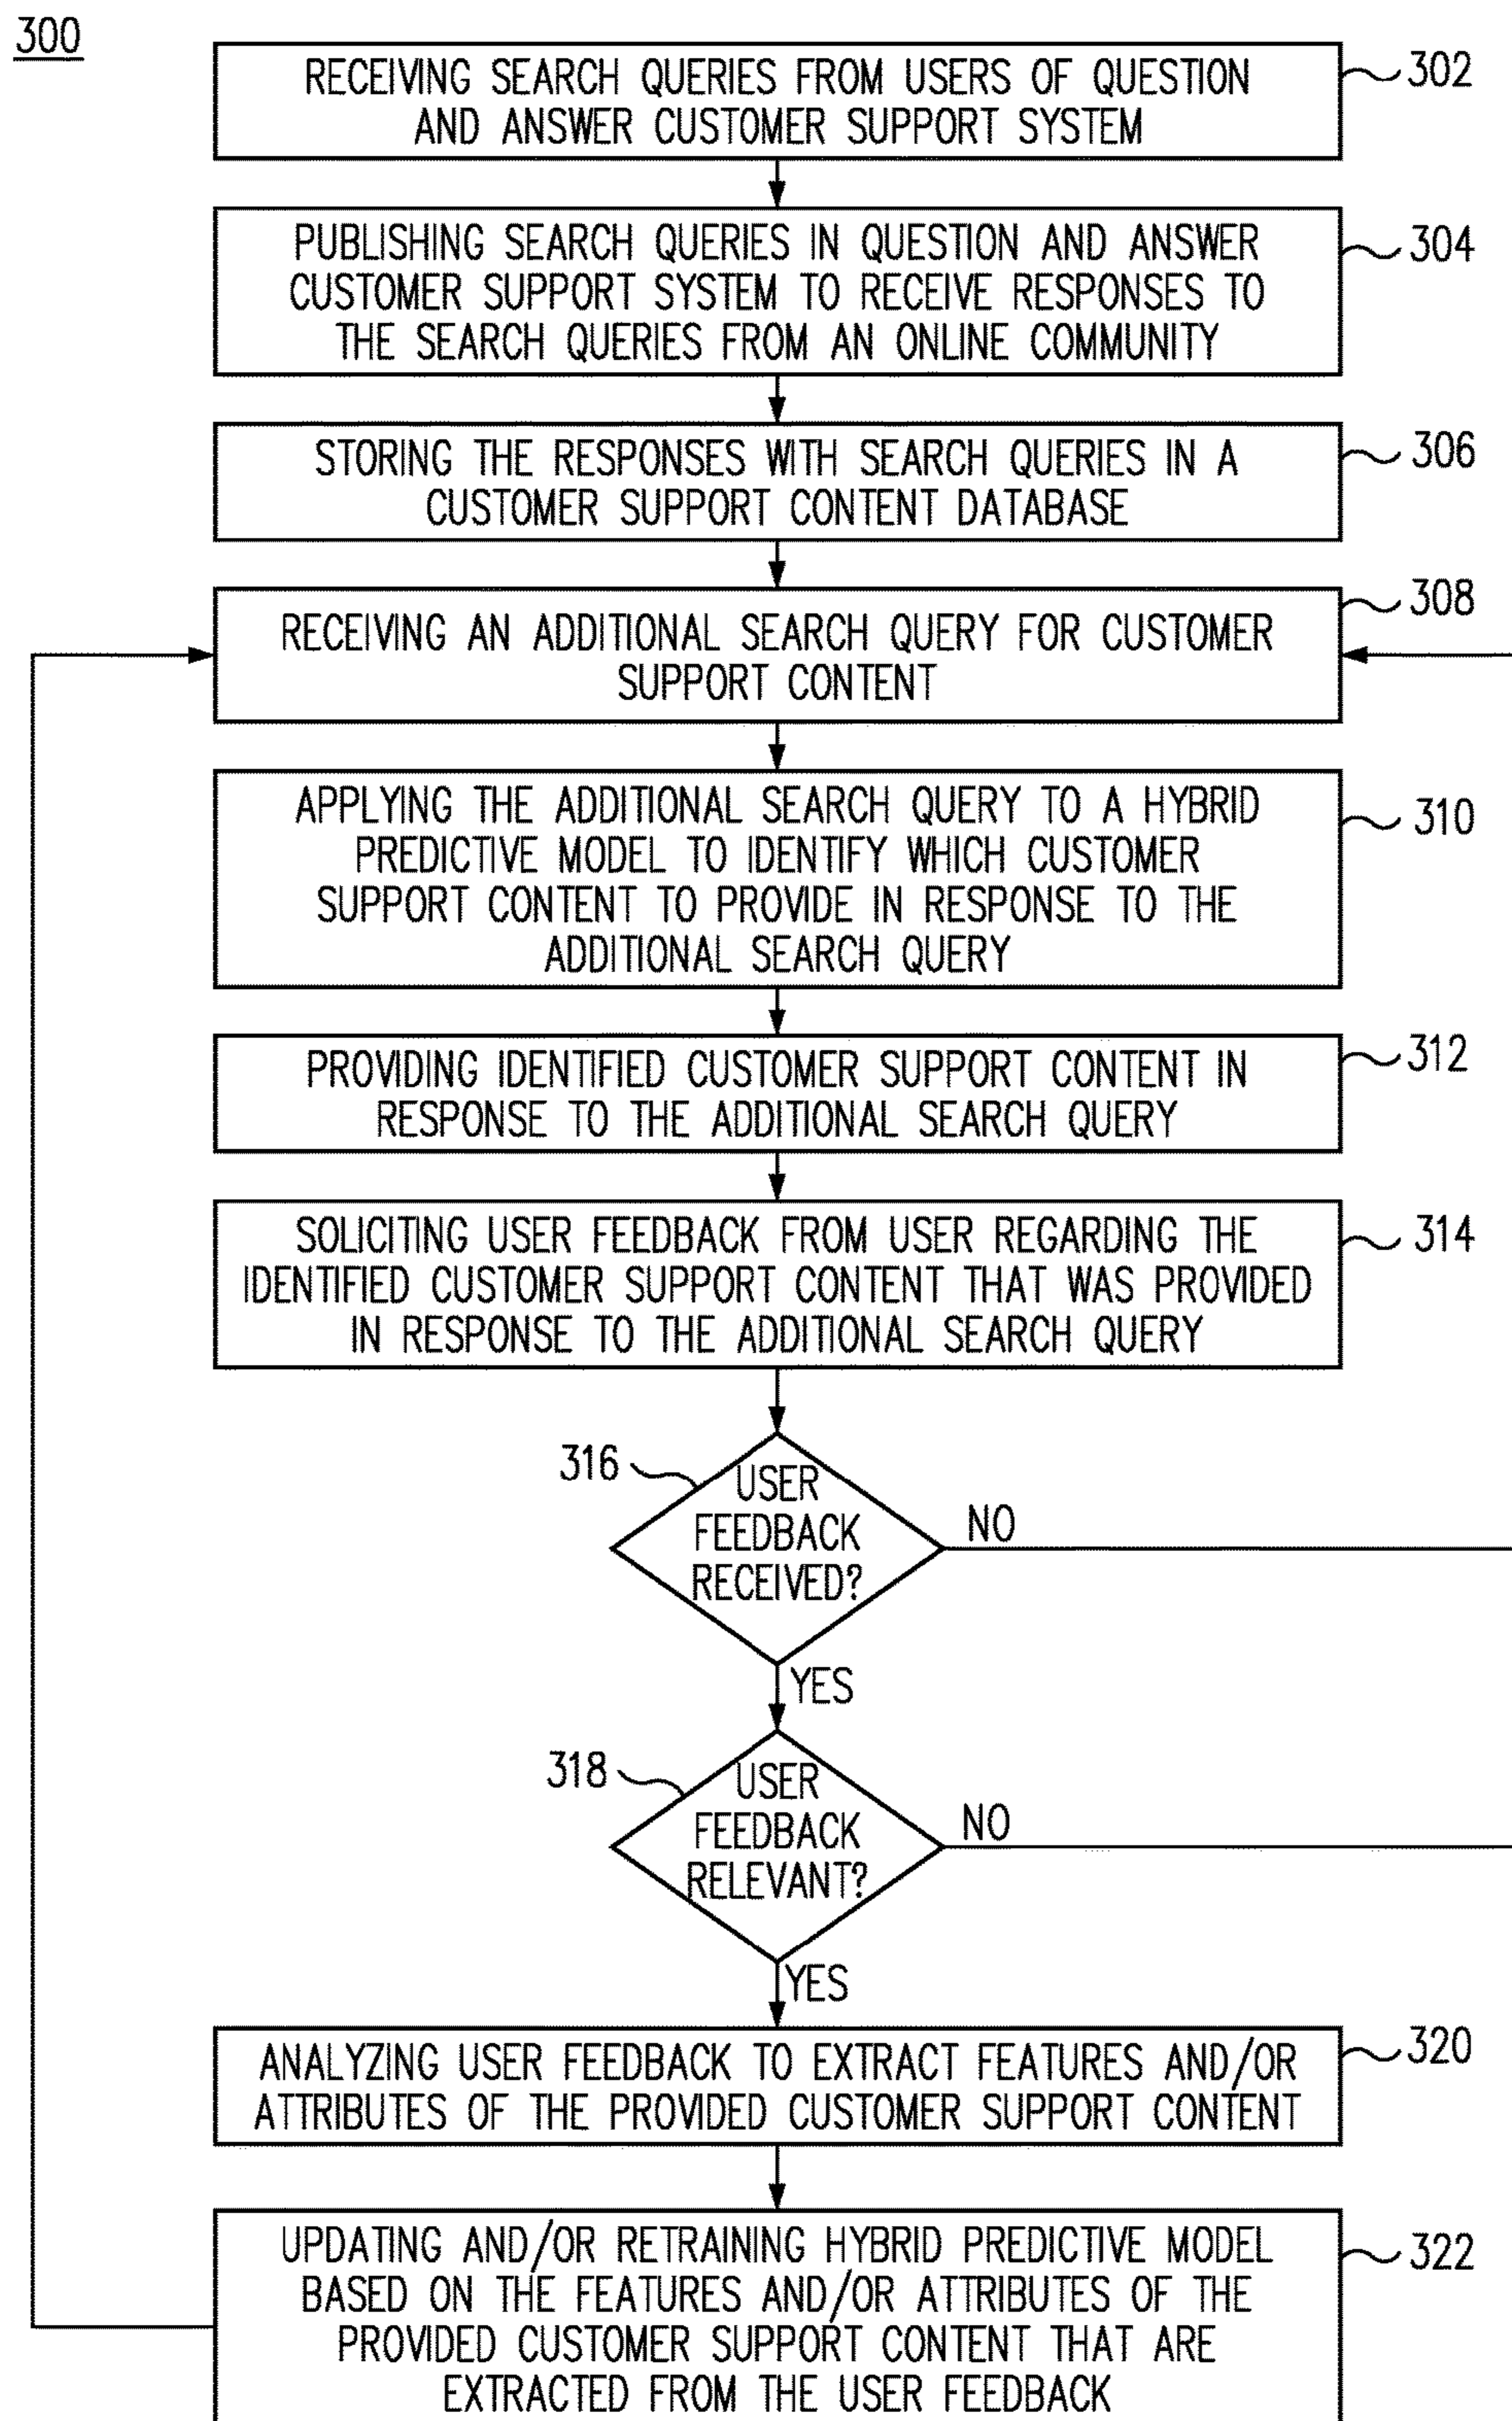 300
RECEIVING SEARCH QUERIES FROM USERS OF QUESTION
AND ANSWER CUSTOMER SUPPORT SYSTEM
302
PUBLISHING SEARCH QUERIES IN QUESTION AND ANSWER
CUSTOMER SUPPORT SYSTEM TO RECEIVE RESPONSES TO
THE SEARCH QUERIES FROM AN ONLINE COMMUNITY
304
STORING THE RESPONSES WITH SEARCH QUERIES IN A
CUSTOMER SUPPORT CONTENT DATABASE
306
RECEIVING AN ADDITIONAL SEARCH QUERY FOR CUSTOMER
SUPPORT CONTENT
308
APPLYING THE ADDITIONAL SEARCH QUERY TO A HYBRID
PREDICTIVE MODEL TO IDENTIFY WHICH CUSTOMER
SUPPORT CONTENT TO PROVIDE IN RESPONSE TO THE
ADDITIONAL SEARCH QUERY
310
PROVIDING IDENTIFIED CUSTOMER SUPPORT CONTENT IN
RESPONSE TO THE ADDITIONAL SEARCH QUERY
312
SOLICITING USER FEEDBACK FROM USER REGARDING THE
IDENTIFIED CUSTOMER SUPPORT CONTENT THAT WAS PROVIDED
IN RESPONSE TO THE ADDITIONAL SEARCH QUERY
314
316
USER
FEEDBACK
RECEIVED?
NO
YES
318
USER
FEEDBACK
RELEVANT?
NO
YES
ANALYZING USER FEEDBACK TO EXTRACT FEATURES AND/OR
ATTRIBUTES OF THE PROVIDED CUSTOMER SUPPORT CONTENT
320
UPDATING AND/OR RETRAINING HYBRID PREDICTIVE MODEL
BASED ON THE FEATURES AND/OR ATTRIBUTES OF THE
PROVIDED CUSTOMER SUPPORT CONTENT THAT ARE
EXTRACTED FROM THE USER FEEDBACK
322